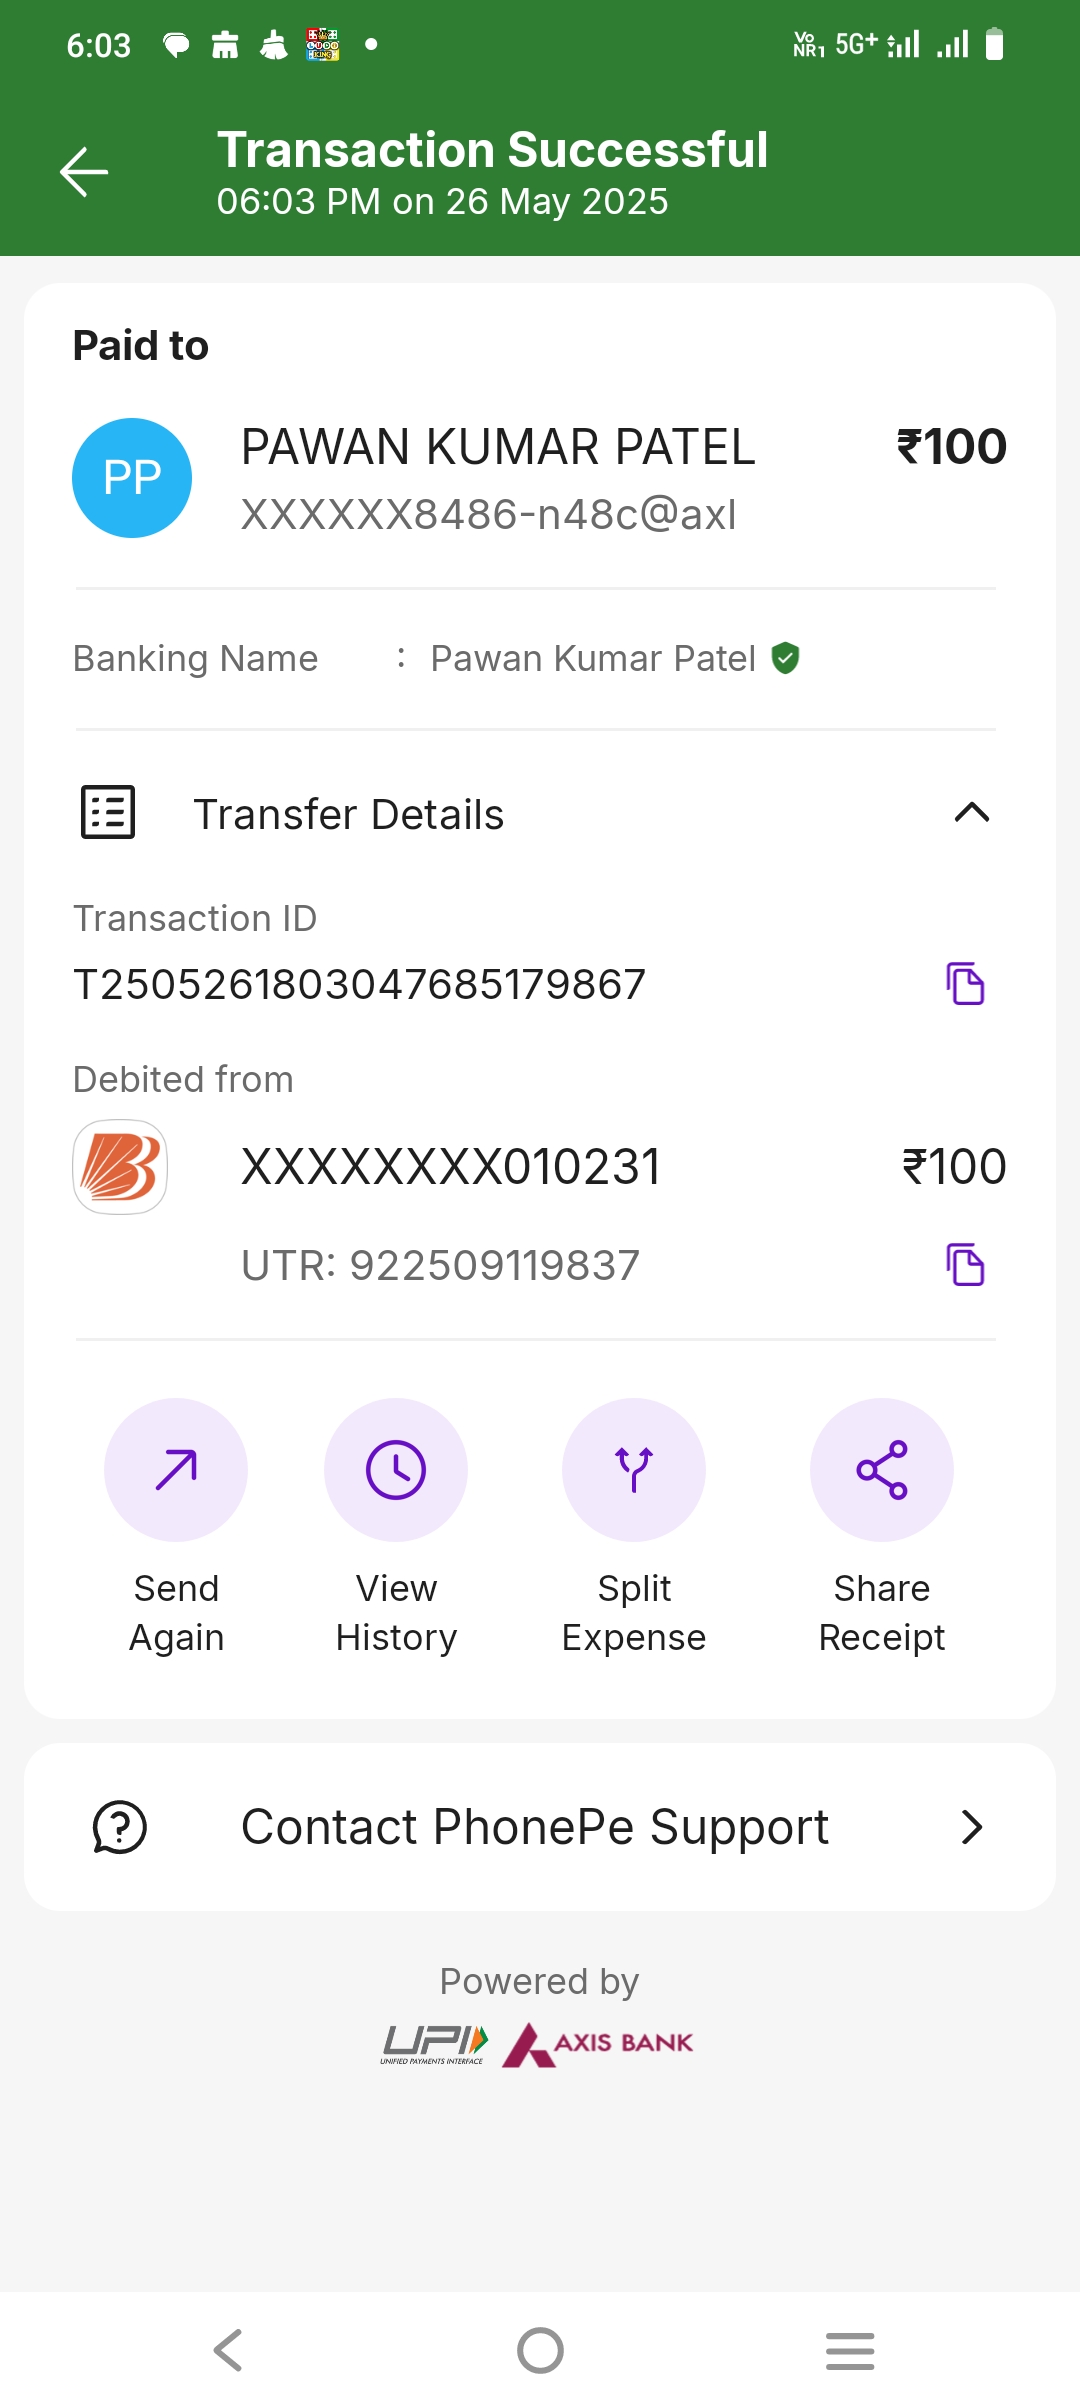 6:03
Vo
NR1 5G+
Transaction Successful
06:03 PM on 26 May 2025
Paid to
PP
PAWAN KUMAR PATEL ₹100
XXXXXX8486-n48c@axl
Banking Name : Pawan Kumar Patel
Transfer Details
Transaction ID
T2505261803047685179867
Debited from
XXXXXXXX010231 ₹100
UTR: 922509119837
Send Again
View History
Split Expense
Share Receipt
Contact PhonePe Support
Powered by
UPI AXIS BANK
UNIFIED PAYMENTS INTERFACE